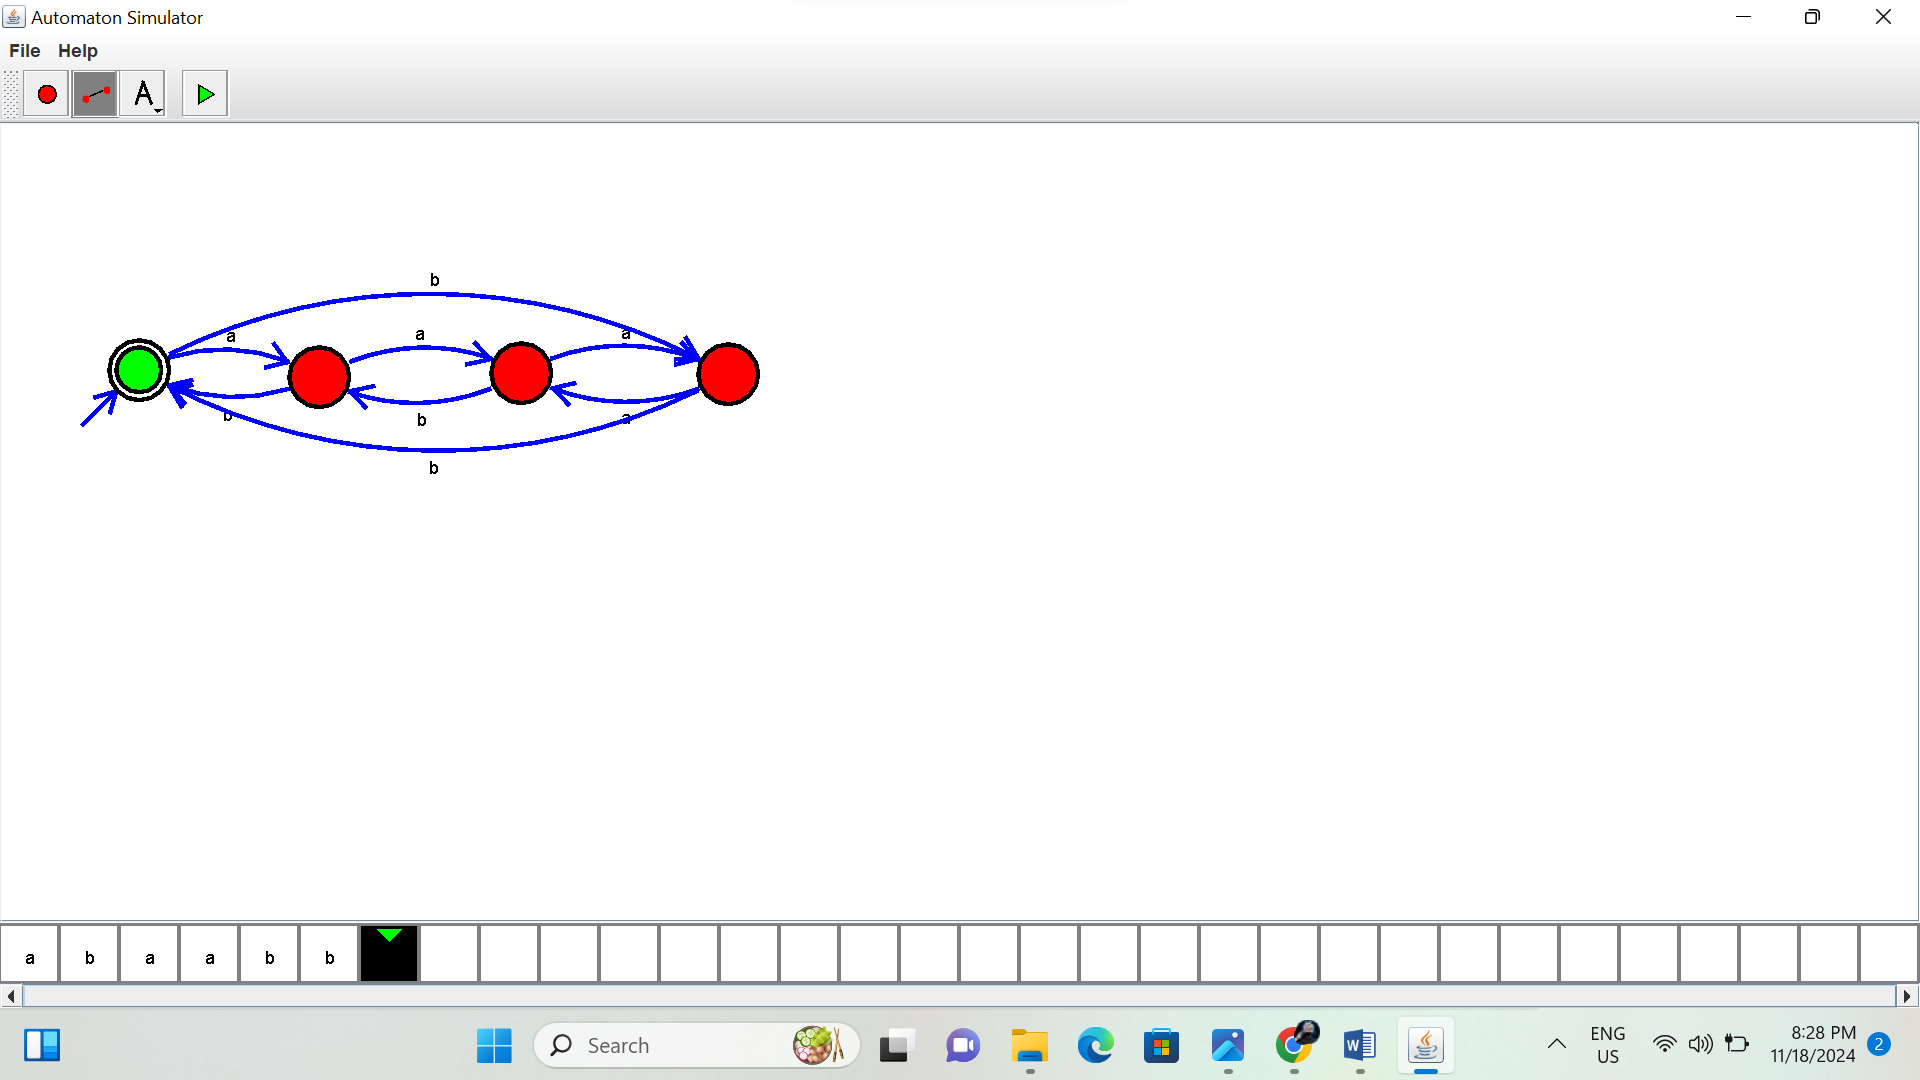 Automaton Simulator
File Help
A
b
a a a
b b a
b
a b a a b b
Search
ENG
US
8:28 PM
11/18/2024
2